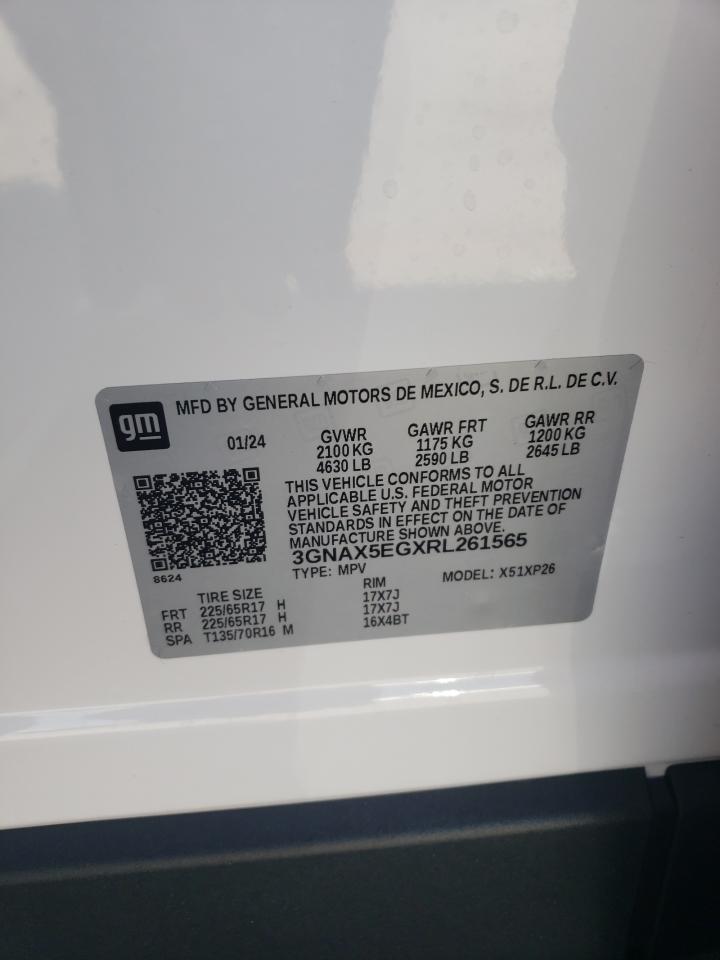 gm
MFD BY GENERAL MOTORS DE MEXICO, S. DE R.L. DE C.V.
01/24 GVWR GAWR FRT GAWR RR
2100 KG 1175 KG 1200 KG
4630 LB 2590 LB 2645 LB
THIS VEHICLE CONFORMS TO ALL
APPLICABLE U.S. FEDERAL MOTOR
VEHICLE SAFETY AND THEFT PREVENTION
STANDARDS IN EFFECT ON THE DATE OF
MANUFACTURE SHOWN ABOVE.
3GNAX5EGXRL261565
8624
TYPE: MPV MODEL: X51XP26
TIRE SIZE RIM
FRT 225/65R17 H 17X7J
RR 225/65R17 H 17X7J
SPA T135/70R16 M 16X4BT